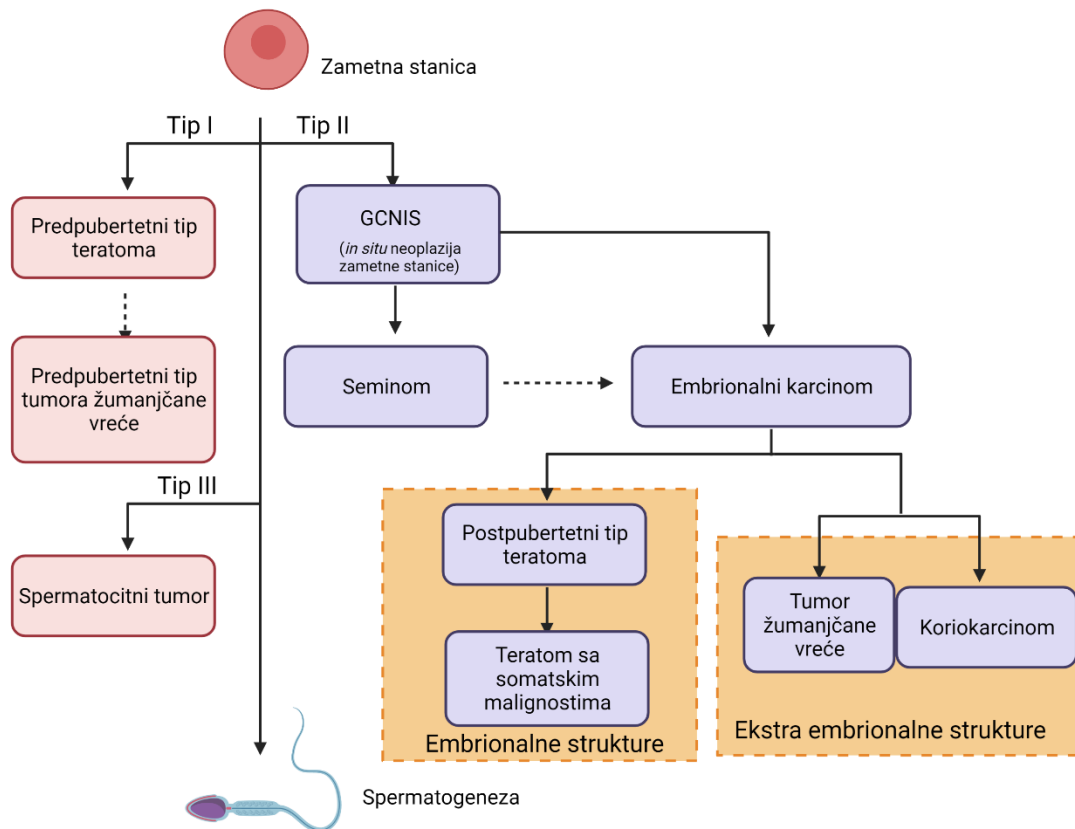 Zametna stanica
Tip I
Tip II
Predpubertetni tip
teratoma
GCNIS
(in situ neoplazija
zametne stanice)
Predpubertetni tip
tumora žumanjčane
vreće
Seminom
Embrionalni karcinom
Tip III
Spermatocitni tumor
Postpubertetni tip
teratoma
Teratom sa
somatskim
malignostima
Embrionalne strukture
Tumor
žumanjčane
vreće
Koriokarcinom
Ekstra embrionalne strukture
Spermatogeneza